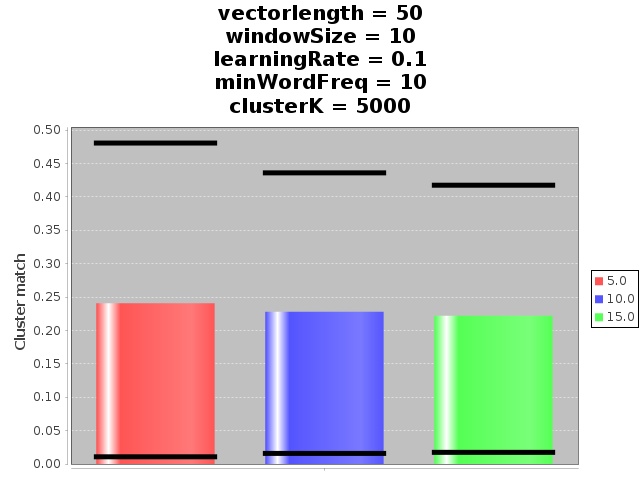 vectorlength = 50
windowSize = 10
learningRate = 0.1
minWordFreq = 10
clusterK = 5000
0.50
0.45
0.40
0.35
0.30
0.25
0.20
0.15
0.10
0.05
0.00
Cluster match
5.0
10.0
15.0